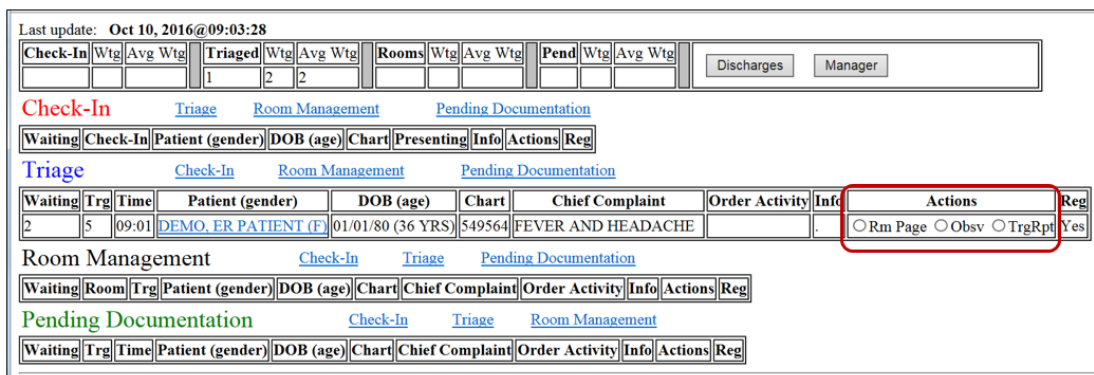 Last update: Oct 10, 2016@09:03:28
Check-In Wtg Avg Wtg Triaged Wtg Avg Wtg Rooms Wtg Avg Wtg Pend Wtg Avg Wtg Discharges Manager
1 2 2
Check-In Triage Room Management Pending Documentation
Waiting Check-In Patient (gender) DOB (age) Chart Presenting Info Actions Reg
Triage Check-In Room Management Pending Documentation
Waiting Trg Time Patient (gender) DOB (age) Chart Chief Complaint Order Activity Info Actions Reg
2 5 09:01 DEMO, ER PATIENT (F) 01/01/80 (36 YRS) 549564 FEVER AND HEADACHE . Rm Page Obsv TrgRpt Yes
Room Management Check-In Triage Pending Documentation
Waiting Room Trg Patient (gender) DOB (age) Chart Chief Complaint Order Activity Info Actions Reg
Pending Documentation Check-In Triage Room Management
Waiting Trg Time Patient (gender) DOB (age) Chart Chief Complaint Order Activity Info Actions Reg